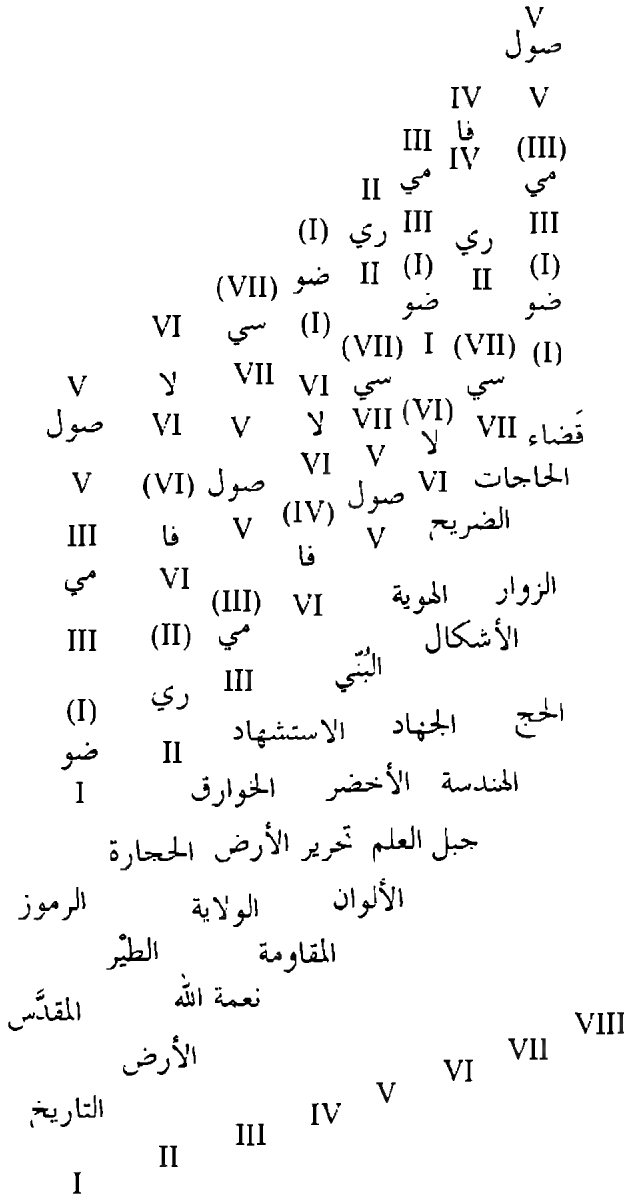 V
صول
V IV
فا III
(III) IV
مي مي II
III III (I)
ري ري
(I) (I) II II ضو (VII)
ضو ضو
(I) سي VI
(I) (VII) I (VII)
سي سي VI VII لا V
قَضاء VII (VI) VII لا V VI صول
لا V
الحاجات VI صول VI صول (VI) V
الضريح V (IV) V فا III
فا VI مي
الزوار الهوية VI (III)
الأشكال مي (II) III
البُنّي III ري
الحج الجهاد الاستشهاد (I)
II ضو
الهندسة الأخضر الخوارق I
جبل العلم تحرير الأرض الحجارة
الألوان الولاية الرموز
المقاومة الطيْر
نعمة الله المقدَّس
الأرض
التاريخ
I II III IV V VI VII VIII